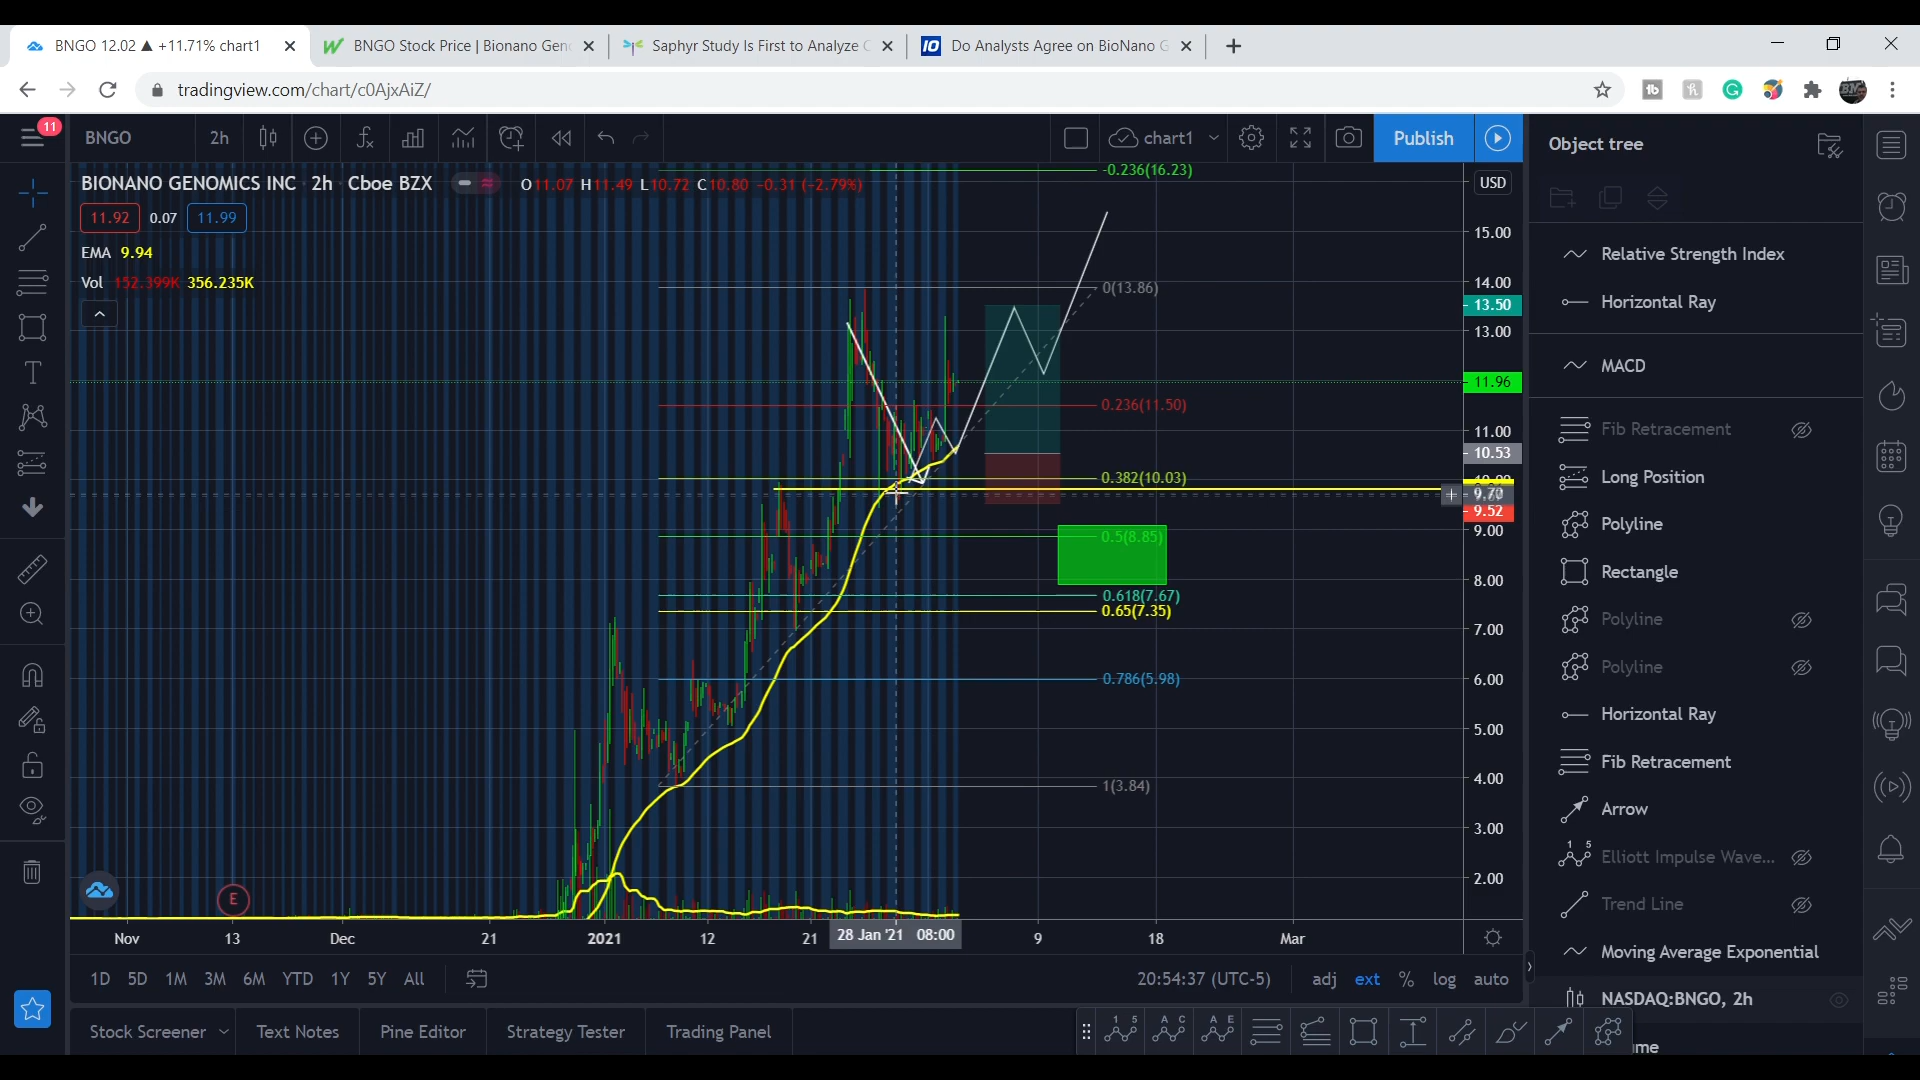 BNGO 12.02 ▲ +11.71% chart1
BNGO Stock Price | Bionano Gen
Saphyr Study Is First to Analyze
Do Analysts Agree on BioNano G
tradingview.com/chart/c0AjxAiZ/
11
BNGO
2h
chart1
Publish
Object tree
BIONANO GENOMICS INC 2h Cboe BZX
O11.07 H11.49 L10.72 C10.80 -0.31 (-2.79%)
-0.236(16.23)
USD
11.92
0.07
11.99
EMA 9.94
Vol 152.399K 356.235K
0(13.86)
0.236(11.50)
0.382(10.03)
0.5(8.85)
0.618(7.67)
0.65(7.35)
0.786(5.98)
1(3.84)
15.00
14.00
13.50
13.00
11.96
11.00
10.53
9.70
9.52
9.00
8.00
7.00
6.00
5.00
4.00
3.00
2.00
E
Nov
13
Dec
21
2021
12
21
28 Jan '21 08:00
9
18
Mar
Relative Strength Index
Horizontal Ray
MACD
Fib Retracement
Long Position
Polyline
Rectangle
Polyline
Polyline
Horizontal Ray
Fib Retracement
Arrow
Elliott Impulse Wave...
Trend Line
Moving Average Exponential
NASDAQ:BNGO, 2h
1D 5D 1M 3M 6M YTD 1Y 5Y All
20:54:37 (UTC-5)
adj ext % log auto
Stock Screener
Text Notes
Pine Editor
Strategy Tester
Trading Panel